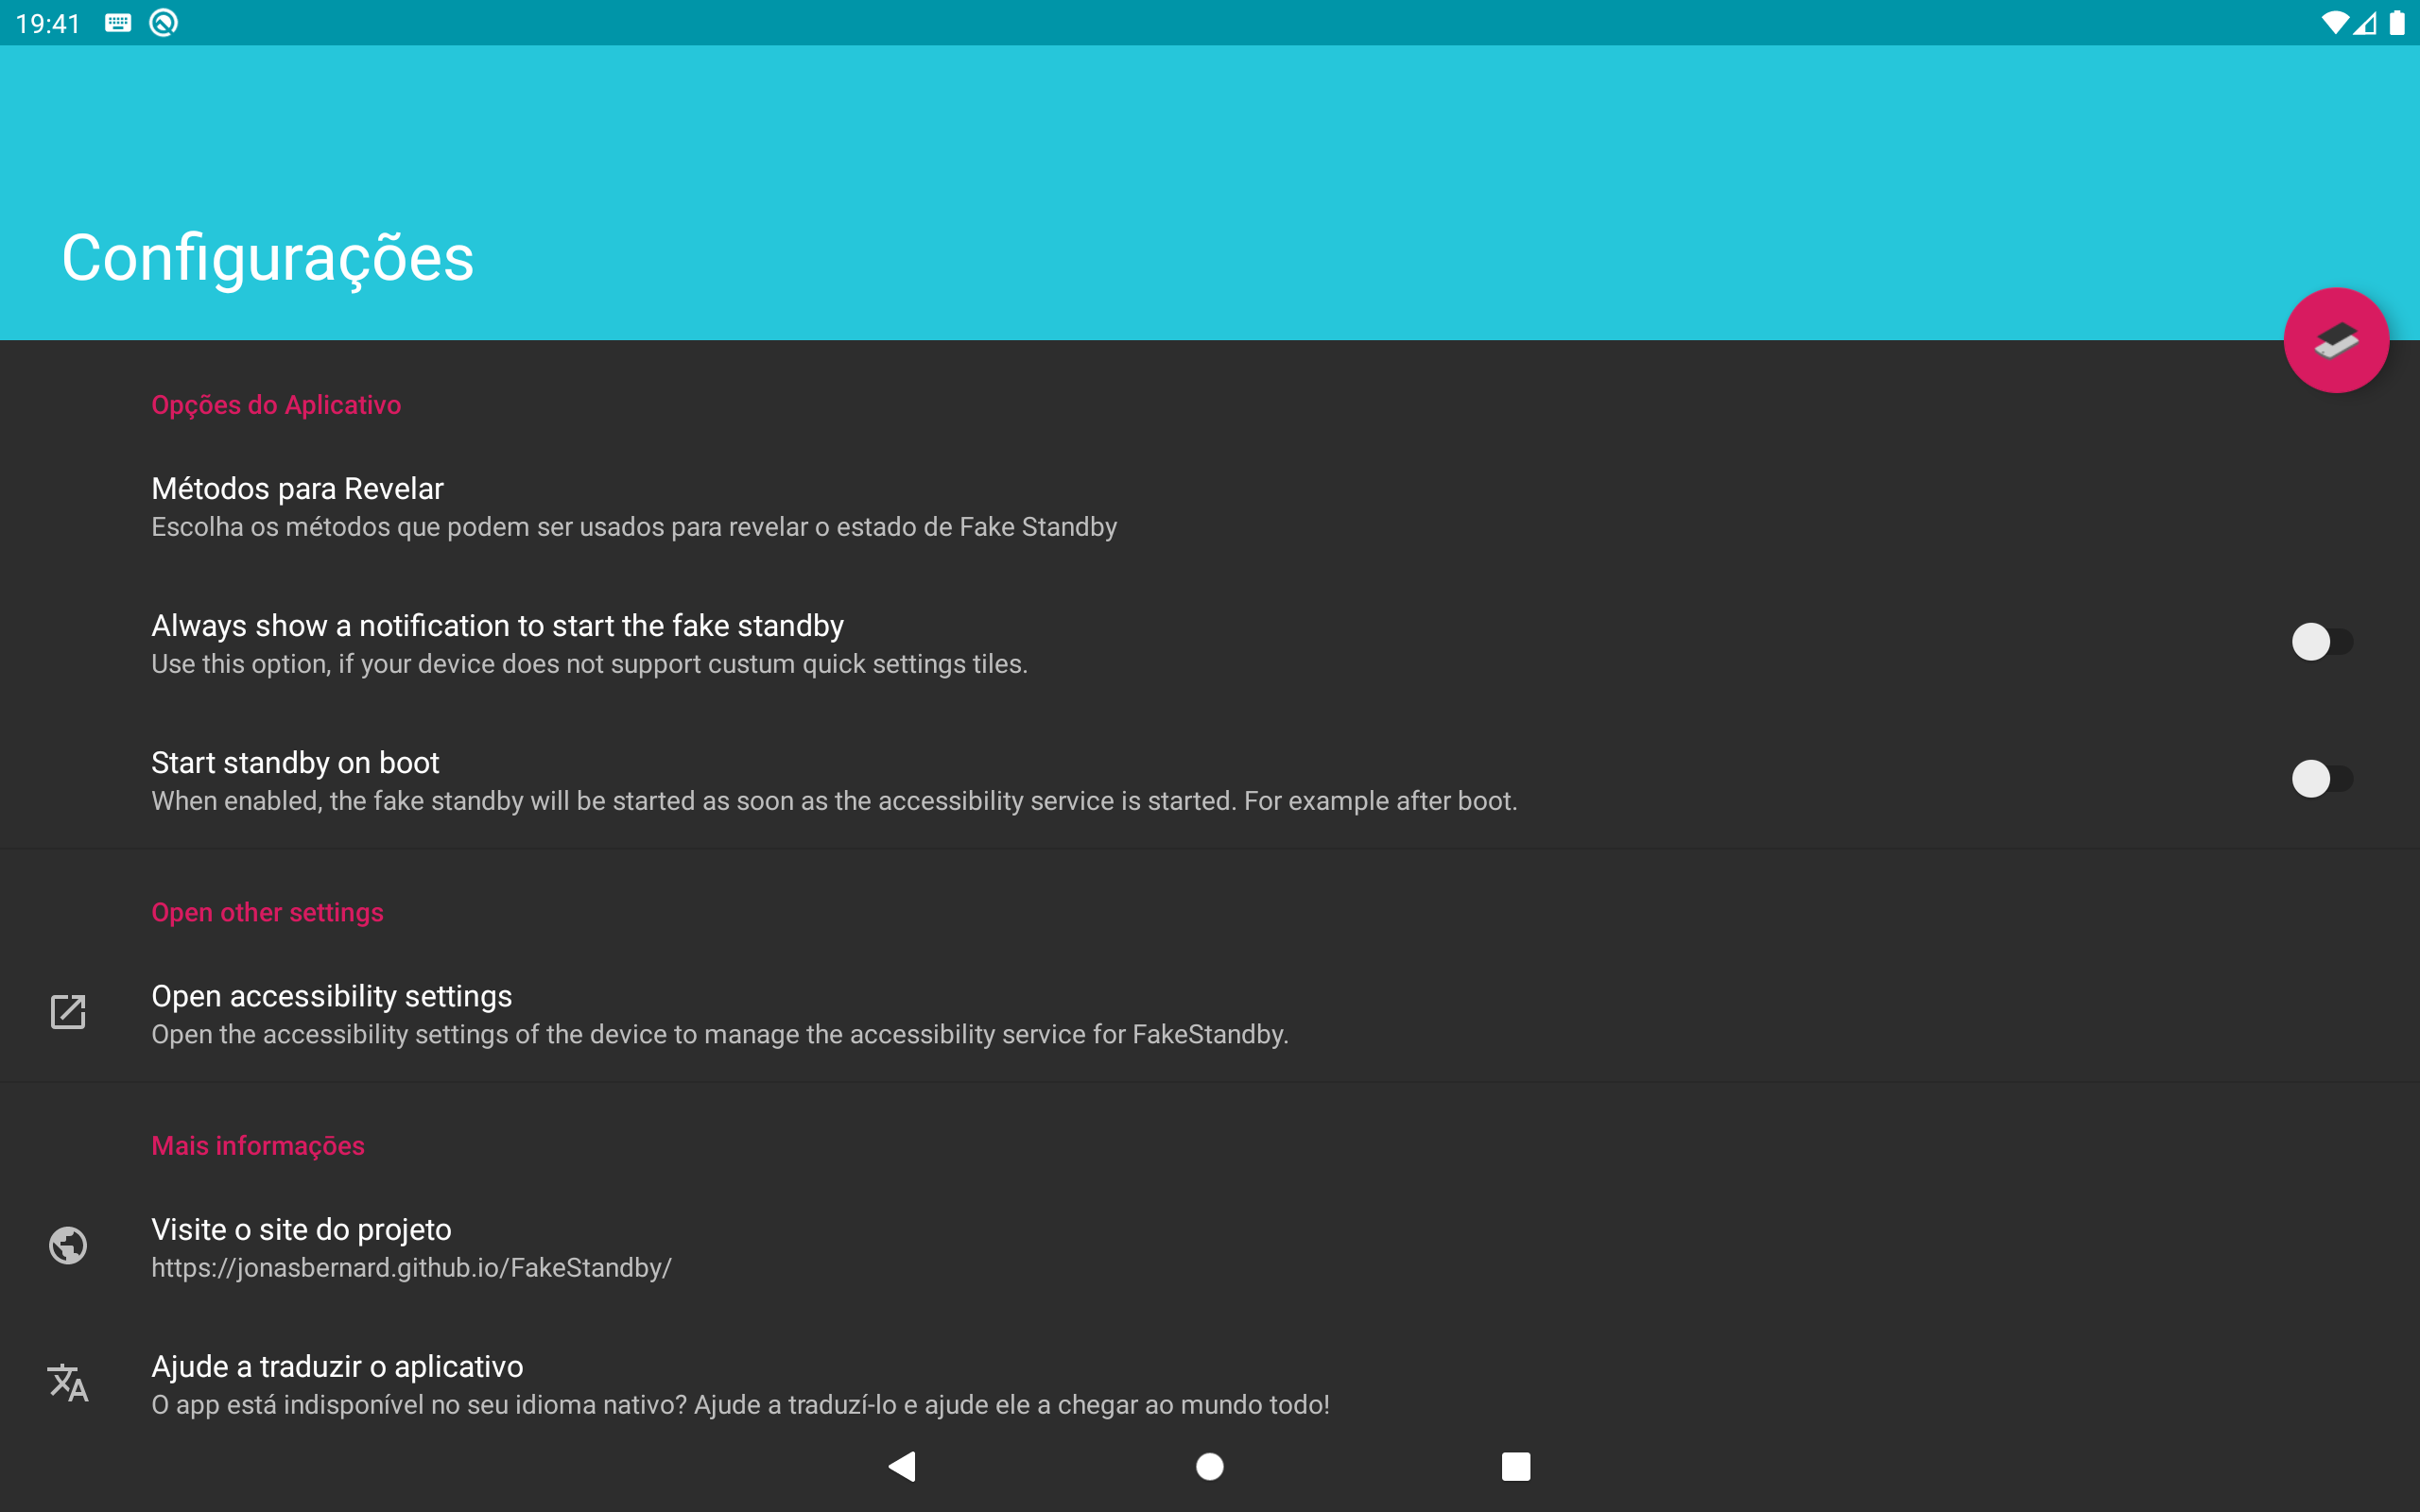 19:41
Configurações
Opções do Aplicativo
Métodos para Revelar
Escolha os métodos que podem ser usados para revelar o estado de Fake Standby
Always show a notification to start the fake standby
Use this option, if your device does not support custum quick settings tiles.
Start standby on boot
When enabled, the fake standby will be started as soon as the accessibility service is started. For example after boot.
Open other settings
Open accessibility settings
Open the accessibility settings of the device to manage the accessibility service for FakeStandby.
Mais informações
Visite o site do projeto
https://jonasbernard.github.io/FakeStandby/
Ajude a traduzir o aplicativo
O app está indisponível no seu idioma nativo? Ajude a traduzí-lo e ajude ele a chegar ao mundo todo!